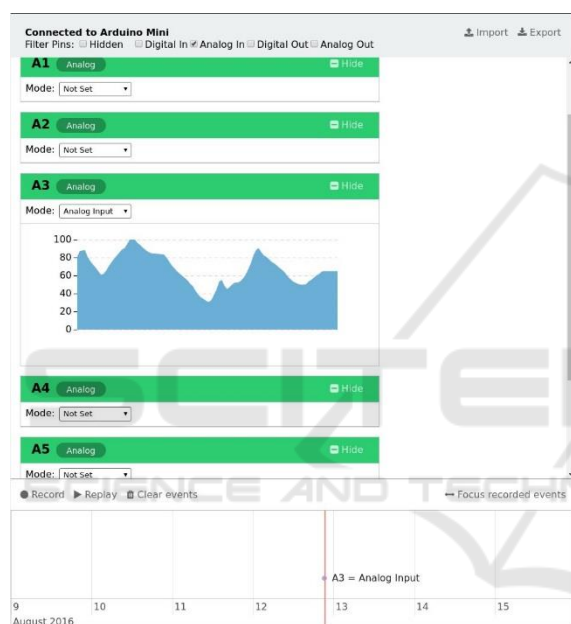 Connected to Arduino Mini
Import Export
Filter Pins: Hidden Digital In Analog In Digital Out Analog Out
A1 Analog Hide
Mode: Not Set
A2 Analog Hide
Mode: Not Set
A3 Analog Hide
Mode: Analog Input
100
80
60
40
20
0
A4 Analog Hide
Mode: Not Set
A5 Analog Hide
Mode: Not Set
Record Replay Clear events Focus recorded events
A3 = Analog Input
9 10 11 12 13 14 15
August 2016